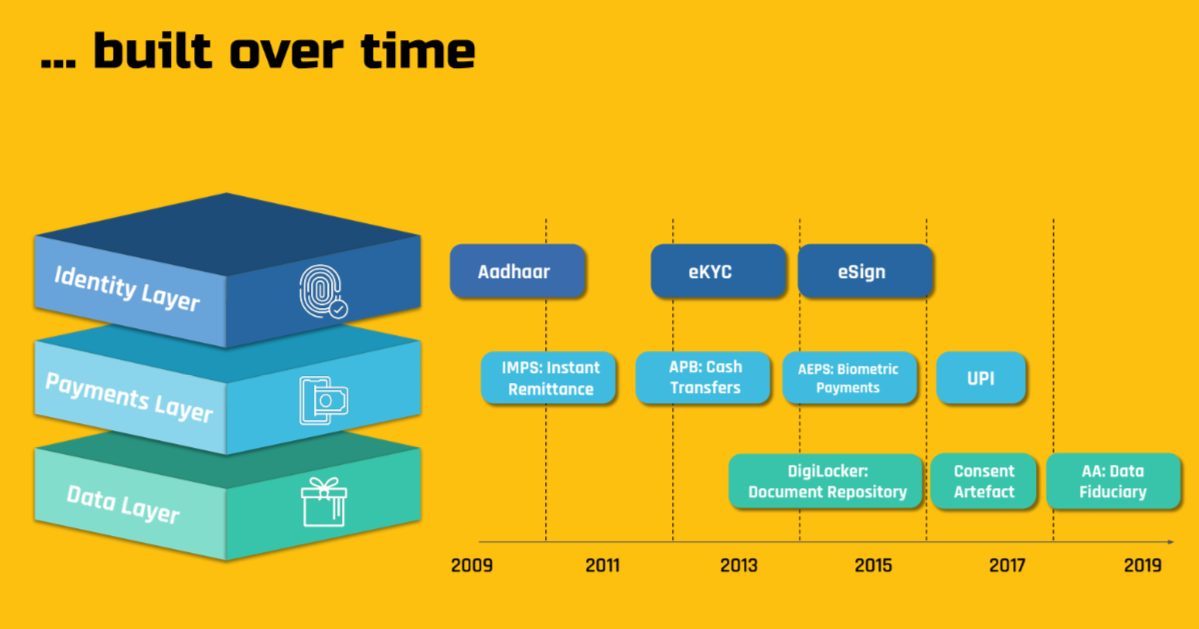 ... built over time
Identity Layer
Aadhaar
eKYC
eSign
Payments Layer
IMPS: Instant
Remittance
APB: Cash
Transfers
AEPS: Biometric
Payments
UPI
Data Layer
DigiLocker:
Document Repository
Consent
Artefact
AA: Data
Fiduciary
2009 2011 2013 2015 2017 2019